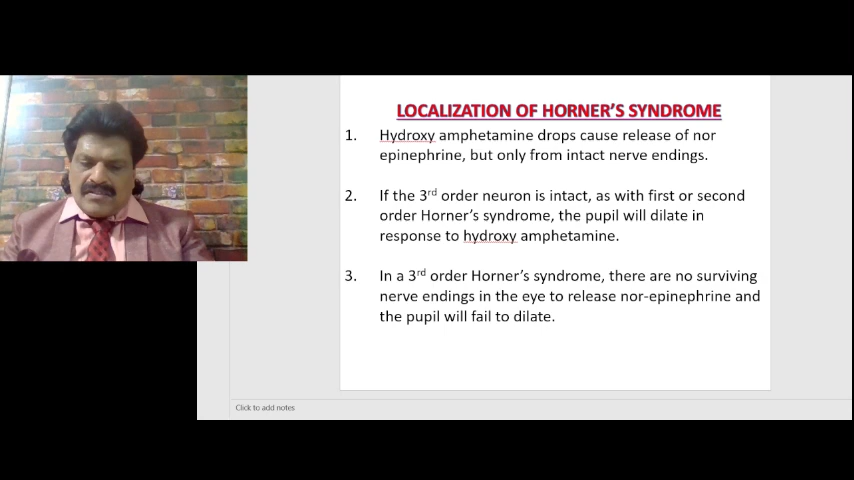 LOCALIZATION OF HORNER'S SYNDROME
1. Hydroxy amphetamine drops cause release of nor
epinephrine, but only from intact nerve endings.
2. If the 3rd order neuron is intact, as with first or second
order Horner's syndrome, the pupil will dilate in
response to hydroxy amphetamine.
3. In a 3rd order Horner's syndrome, there are no surviving
nerve endings in the eye to release nor-epinephrine and
the pupil will fail to dilate.
Click to add notes